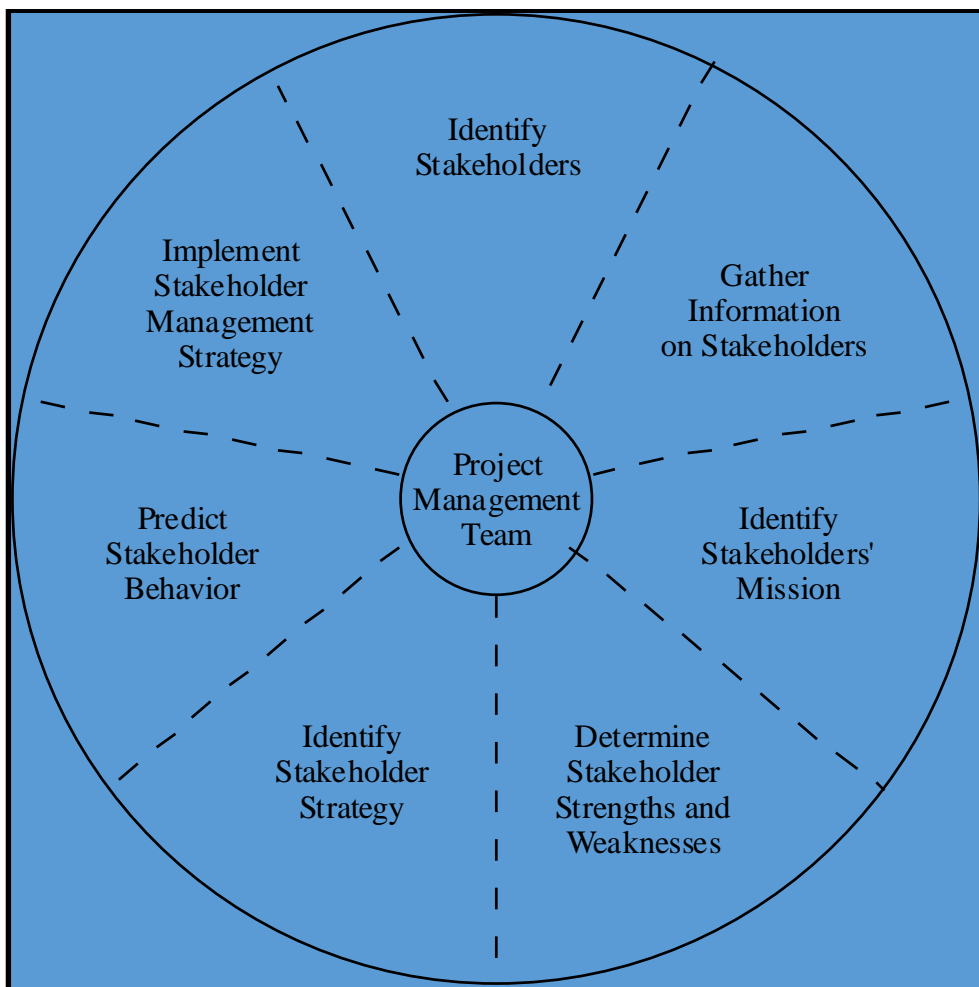 Identify
Stakeholders
Gather
Information
on Stakeholders
Identify
Stakeholders'
Mission
Determine
Stakeholder
Strengths and
Weaknesses
Identify
Stakeholder
Strategy
Predict
Stakeholder
Behavior
Implement
Stakeholder
Management
Strategy
Project
Management
Team